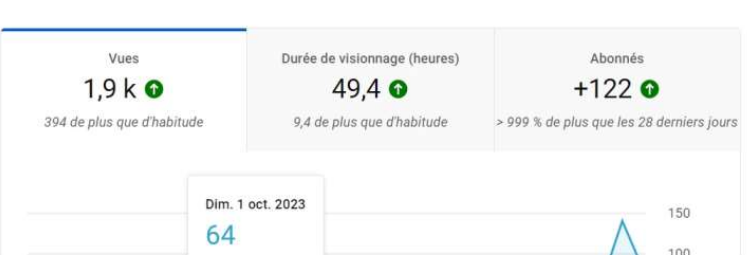 Vues
1,9 k
394 de plus que d'habitude
Durée de visionnage (heures)
49,4
9,4 de plus que d'habitude
Abonnés
+122
> 999 % de plus que les 28 derniers jours
Dim. 1 oct. 2023
64
150
100